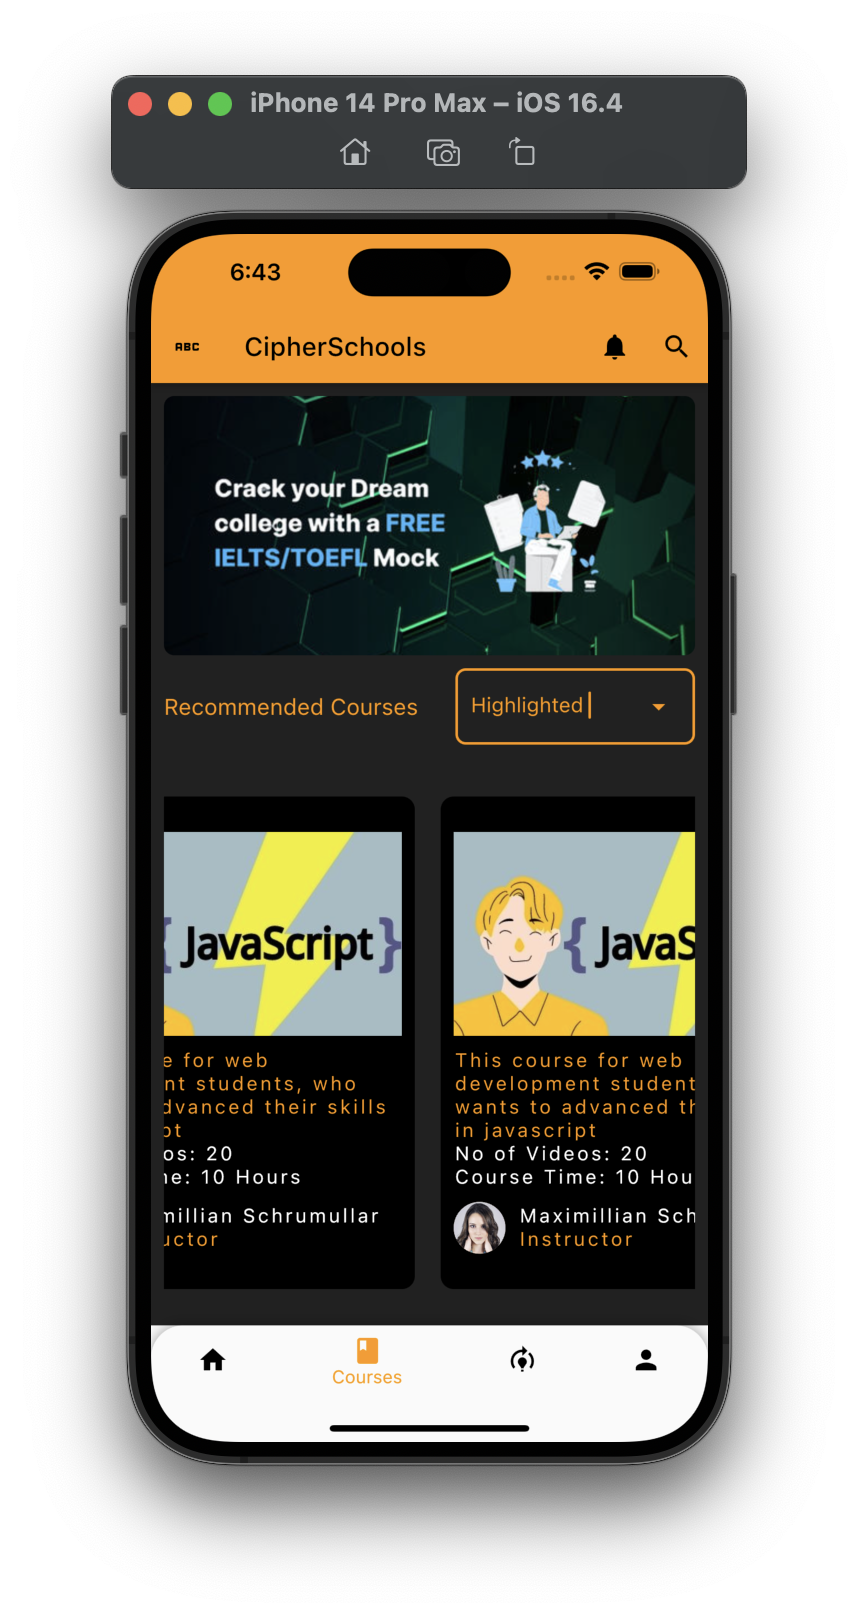 iPhone 14 Pro Max – iOS 16.4
6:43
ABC
CipherSchools
Crack your Dream
college with a FREE
IELTS/TOEFL Mock
Recommended Courses
Highlighted
{ JavaScript }
e for web
nt students, who
dvanced their skills
pt
os: 20
ne: 10 Hours
millian Schrumullar
uctor
{ JavaS
This course for web
development student
wants to advanced th
in javascript
No of Videos: 20
Course Time: 10 Hou
Maximillian Sch
Instructor
Courses